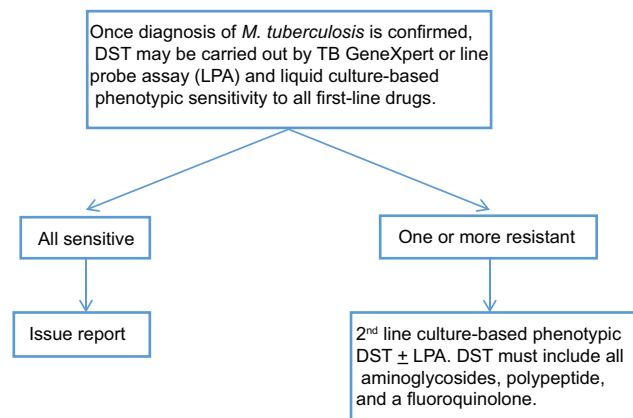 Once diagnosis of M. tuberculosis is confirmed,
DST may be carried out by TB GeneXpert or line
probe assay (LPA) and liquid culture-based
phenotypic sensitivity to all first-line drugs.
All sensitive
One or more resistant
Issue report
2nd line culture-based phenotypic
DST ± LPA. DST must include all
aminoglycosides, polypeptide,
and a fluoroquinolone.